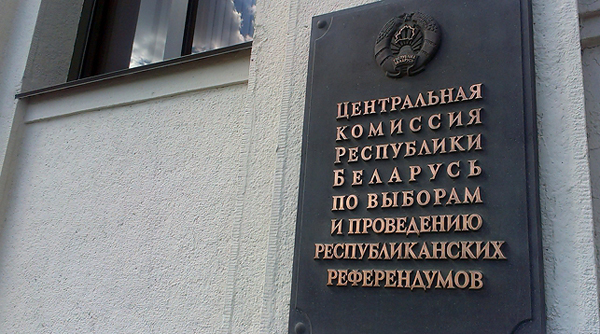 ЦЕНТРАЛЬНАЯ
КОМИССИЯ
РЕСПУБЛИКИ
БЕЛАРУСЬ
ПО ВЫБОРАМ
И ПРОВЕДЕНИЮ
РЕСПУБЛИКАНСКИХ
РЕФЕРЕНДУМОВ